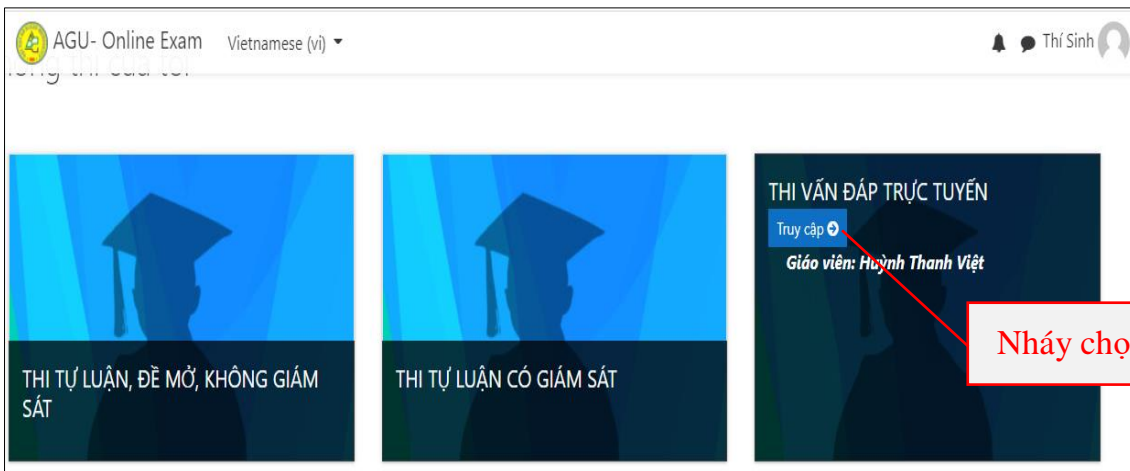 AGU- Online Exam
Vietnamese (vi)
Thí Sinh
THI TỰ LUẬN, ĐỀ MỞ, KHÔNG GIÁM
SÁT
THI TỰ LUẬN CÓ GIÁM SÁT
THI VẤN ĐÁP TRỰC TUYẾN
Truy cập
Giáo viên: Huỳnh Thanh Việt
Nháy